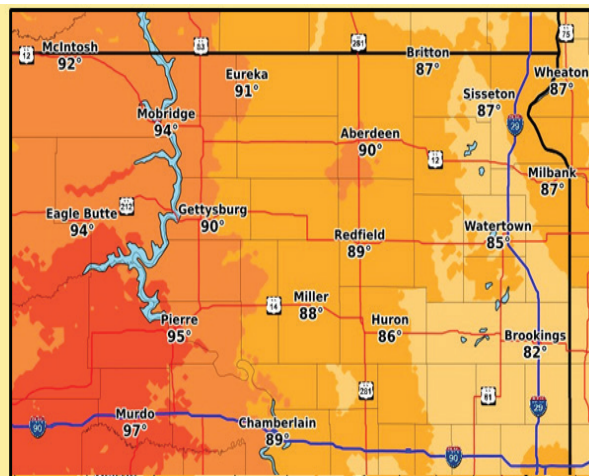 McIntosh
92°
12
83
281
Britton
87°
75
Wheaton
87°
Eureka
91°
Sisseton
87°
29
Mobridge
94°
Aberdeen
90°
12
Milbank
87°
Eagle Butte
94°
212
Gettysburg
90°
Redfield
89°
Watertown
85°
Pierre
95°
14
Miller
88°
Huron
86°
Brookings
82°
281
81
29
Murdo
97°
90
Chamberlain
89°
90